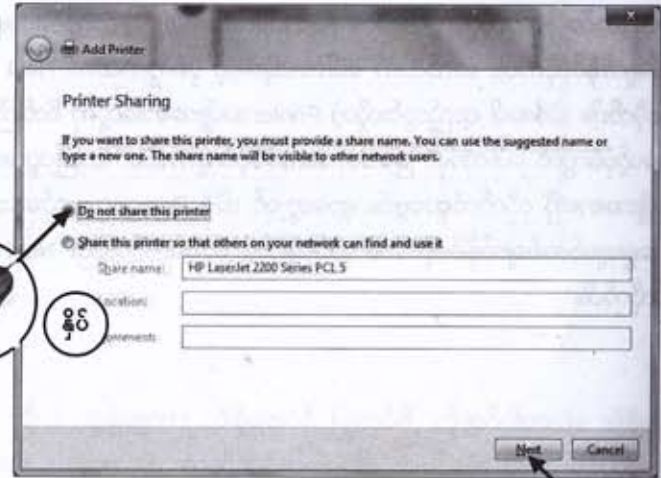 Add Printer
Printer Sharing
If you want to share this printer, you must provide a share name. You can use the suggested name or
type a new one. The share name will be visible to other network users.
Do not share this printer
Share this printer so that others on your network can find and use it
Share name: HP LaserJet 2200 Series PCL 5
Location:
နှိပ်
Comments:
Next Cancel